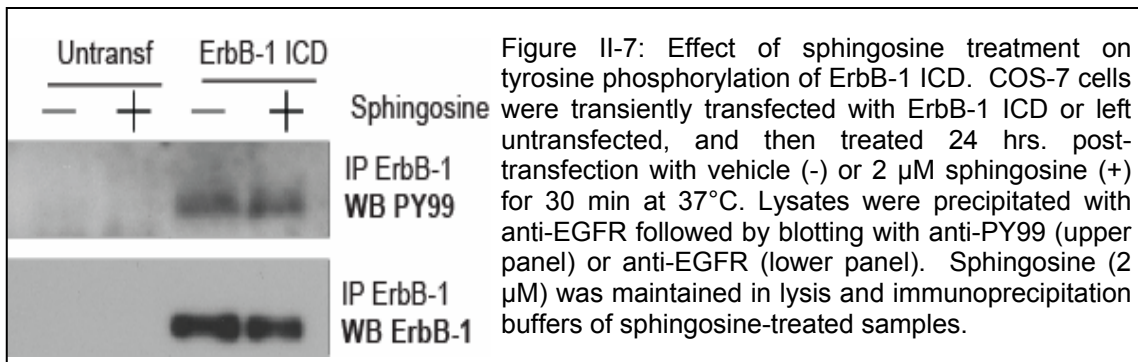 Untransf ErbB-1 ICD
— + — + Sphingosine
IP ErbB-1
WB PY99
IP ErbB-1
WB ErbB-1
Figure II-7: Effect of sphingosine treatment on
tyrosine phosphorylation of ErbB-1 ICD. COS-7 cells
were transiently transfected with ErbB-1 ICD or left
untransfected, and then treated 24 hrs. post-
transfection with vehicle (-) or 2 µM sphingosine (+)
for 30 min at 37°C. Lysates were precipitated with
anti-EGFR followed by blotting with anti-PY99 (upper
panel) or anti-EGFR (lower panel). Sphingosine (2
µM) was maintained in lysis and immunoprecipitation
buffers of sphingosine-treated samples.